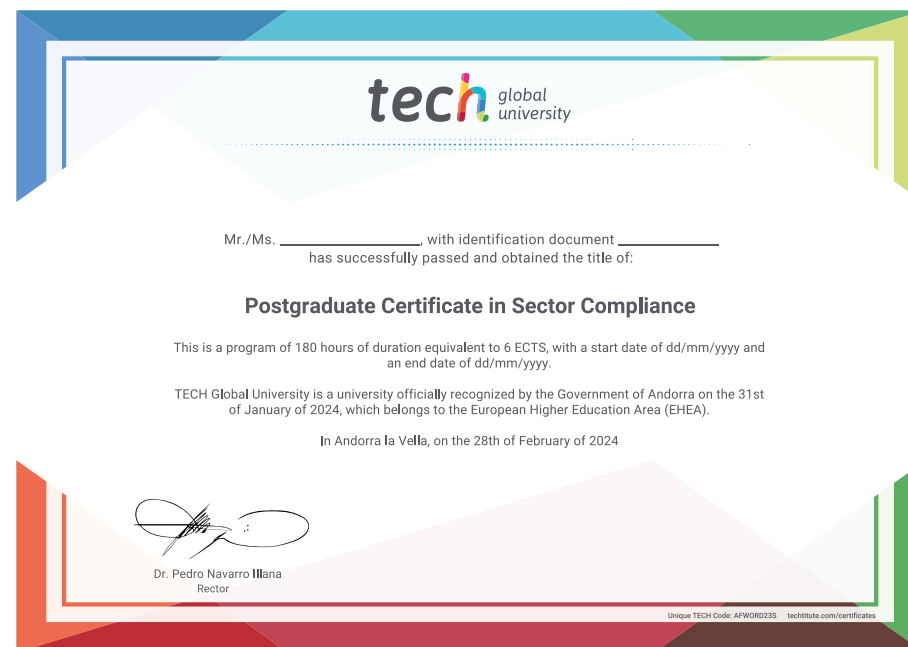 tech global
university
Mr./Ms. ____________________, with identification document ______________
has successfully passed and obtained the title of:
Postgraduate Certificate in Sector Compliance
This is a program of 180 hours of duration equivalent to 6 ECTS, with a start date of dd/mm/yyyy and
an end date of dd/mm/yyyy.
TECH Global University is a university officially recognized by the Government of Andorra on the 31st
of January of 2024, which belongs to the European Higher Education Area (EHEA).
In Andorra la Vella, on the 28th of February of 2024
Dr. Pedro Navarro Illana
Rector
Unique TECH Code: AFWORD23S techtitute.com/certificates